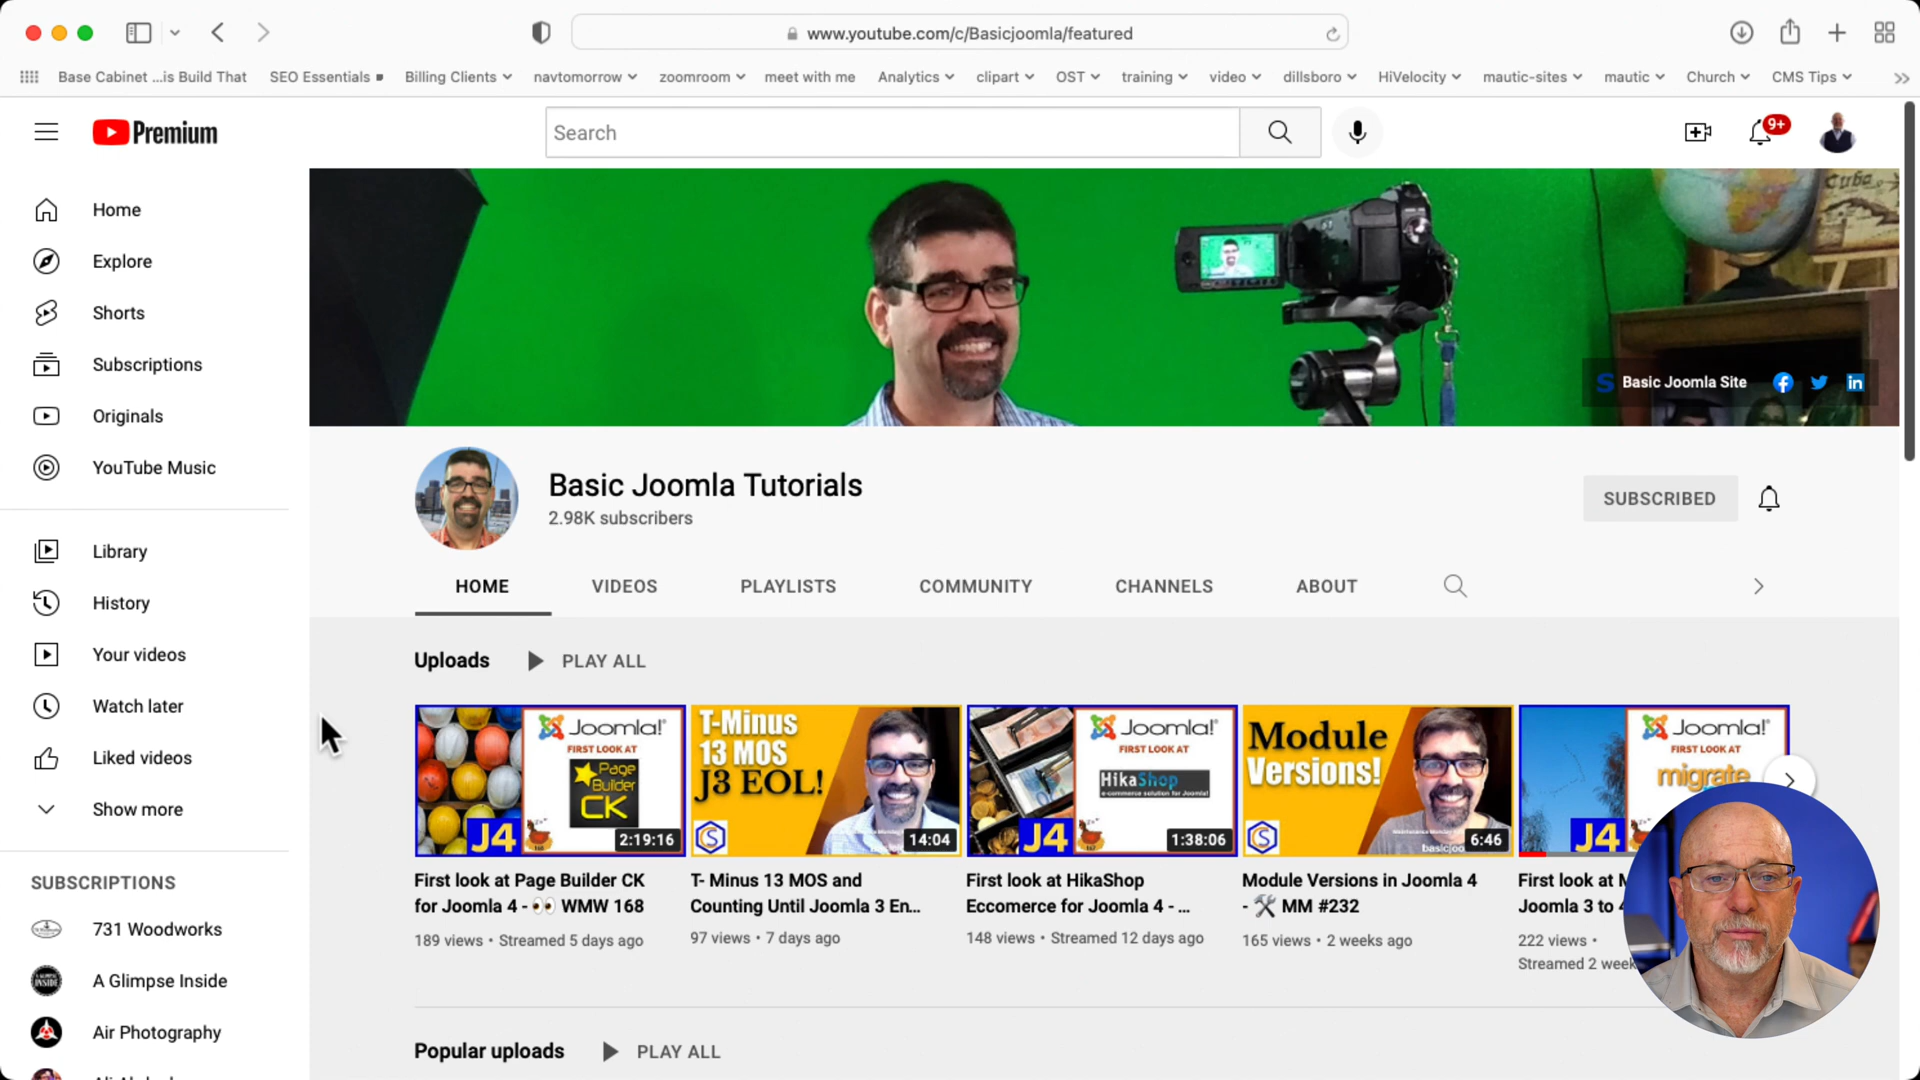 www.youtube.com/c/Basicjoomla/featured
Base Cabinet ...is Build That SEO Essentials Billing Clients navtomorrow zoomroom meet with me Analytics clipart OST training video dillsboro HiVelocity mautic-sites mautic Church CMS Tips
Premium
Search
9+
Home
Explore
Shorts
Subscriptions
Originals
YouTube Music
Library
History
Your videos
Watch later
Liked videos
Show more
SUBSCRIPTIONS
731 Woodworks
A Glimpse Inside
Air Photography
Cuba
Basic Joomla Site
Basic Joomla Tutorials
2.98K subscribers
SUBSCRIBED
HOME VIDEOS PLAYLISTS COMMUNITY CHANNELS ABOUT
Uploads PLAY ALL
Joomla!
FIRST LOOK AT
Page
Builder
CK
J4
2:19:16
First look at Page Builder CK
for Joomla 4 - 👀 WMW 168
189 views • Streamed 5 days ago
T-Minus
13 MOS
J3 EOL!
14:04
T- Minus 13 MOS and
Counting Until Joomla 3 En...
97 views • 7 days ago
Joomla!
FIRST LOOK AT
HikaShop
e-commerce solution for Joomla!
J4
1:38:06
First look at HikaShop
Eccomerce for Joomla 4 - ...
148 views • Streamed 12 days ago
Module
Versions!
basicjoo
6:46
Module Versions in Joomla 4
- 🛠 MM #232
165 views • 2 weeks ago
Joomla!
FIRST LOOK AT
migrate
J4
First look at M
Joomla 3 to 4
222 views •
Streamed 2 week
Popular uploads PLAY ALL